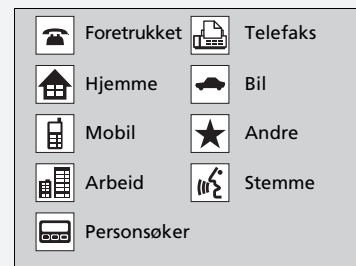 Foretrukket Telefaks
Hjemme Bil
Mobil Andre
Arbeid Stemme
Personsøker